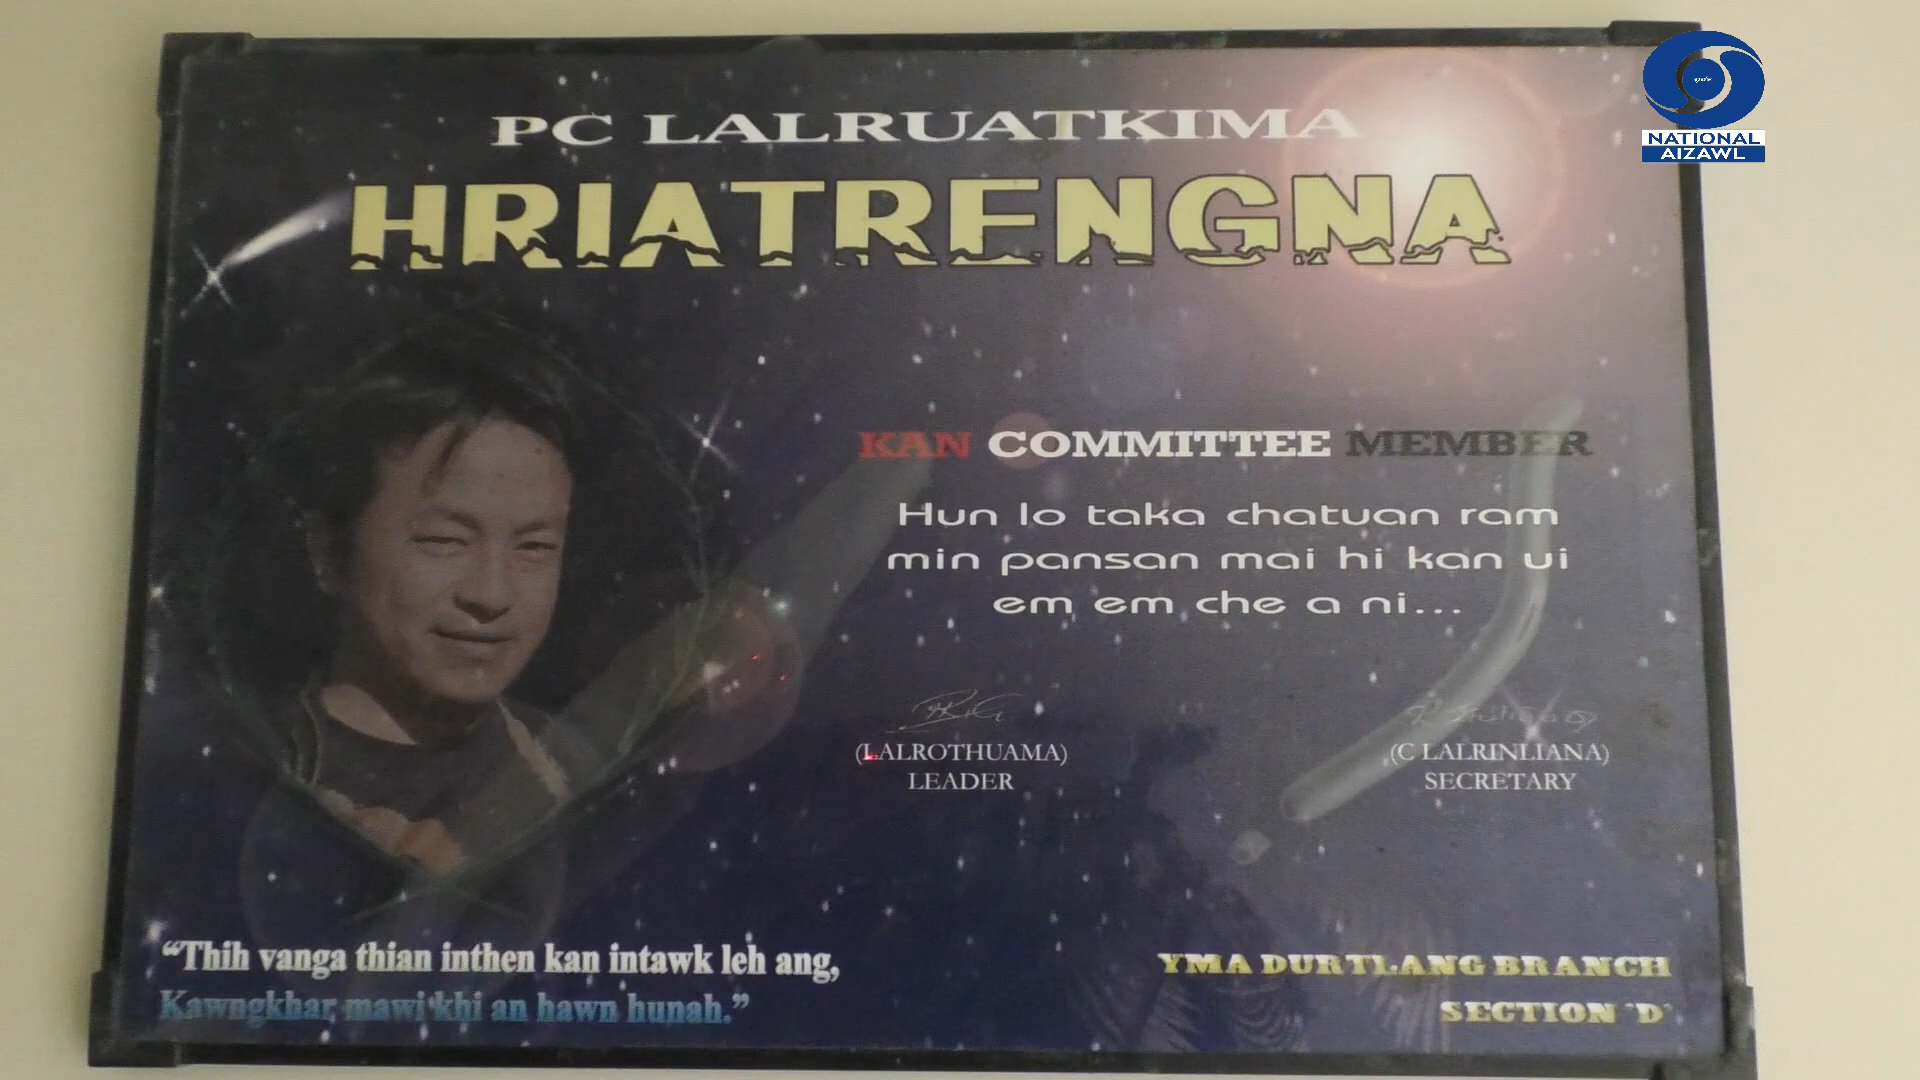 PC LALRUATKIMA
HRIATRENGNA
KAN COMMITTEE MEMBER
Hun lo taka chatuan ram
min pansan mai hi kan ui
em em che a ni...
(LALROTHUAMA)
LEADER
(C LALRINLIANA)
SECRETARY
“Thih vanga thian inthen kan intawk leh ang,
Kawngkhar mawi khi an hawn hunah.”
YMA DURTLANG BRANCH
SECTION `D`
NATIONAL
AIZAWL